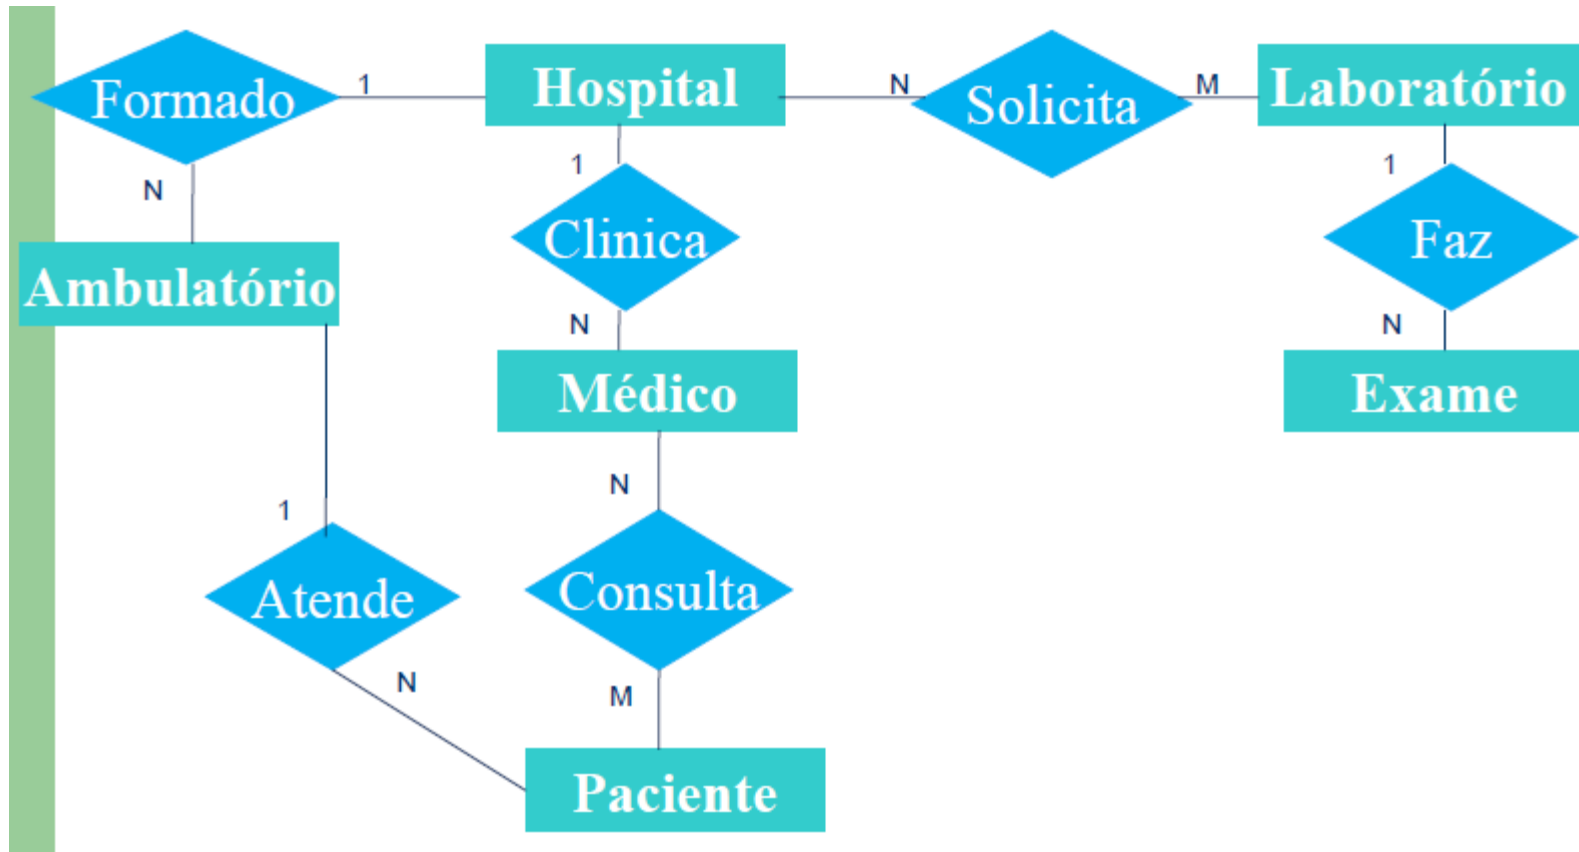 Formado
1
Hospital
N
Solicita
M
Laboratório
N
1
Clinica
1
Faz
Ambulatório
N
N
Médico
Exame
1
N
Atende
Consulta
N
M
Paciente